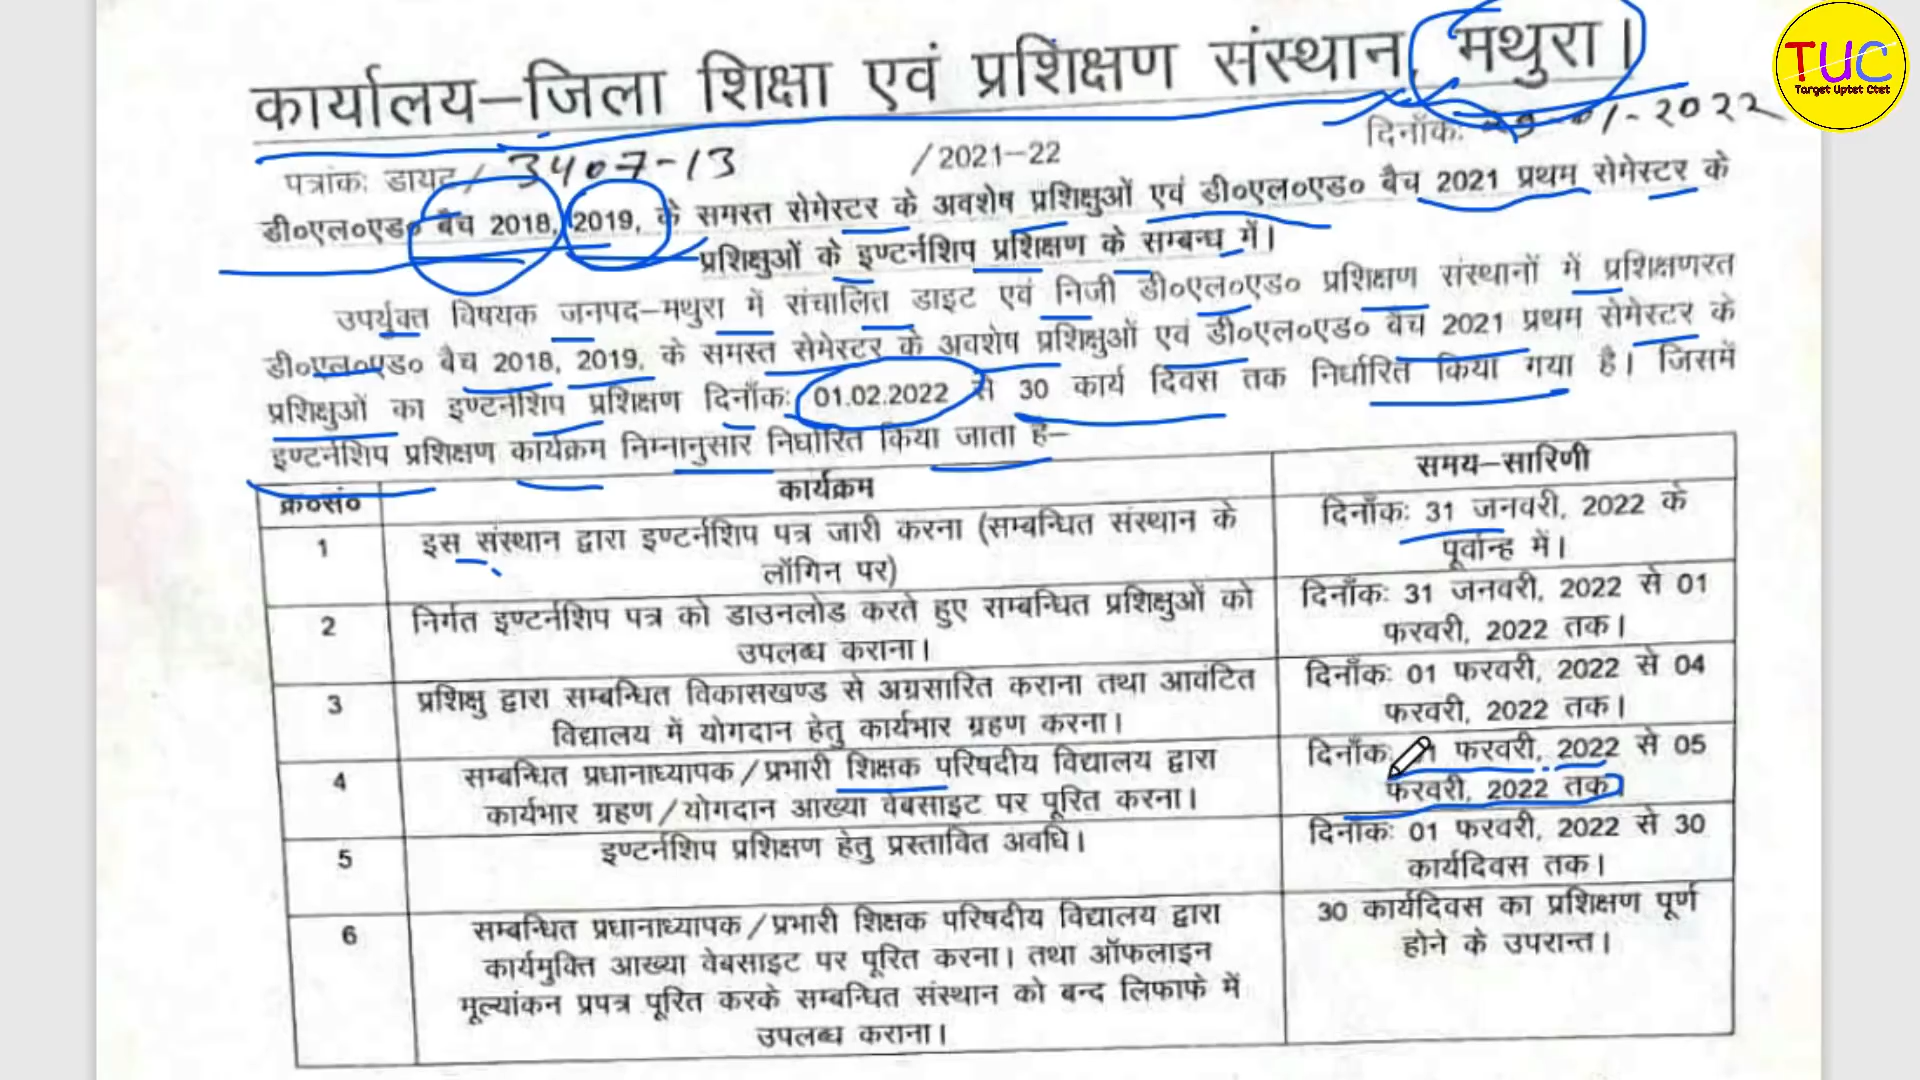 कार्यालय–जिला शिक्षा एवं प्रशिक्षण संस्थान, मथुरा।
TUC
Target Uptet Ctet
पत्रांकः डायट / 3407-13 /2021–22 दिनाँकः -01-2022
डी०एल०एड० बैच 2018, 2019, के समस्त सेमेस्टर के अवशेष प्रशिक्षुओं एवं डी०एल०एड० बैच 2021 प्रथम सेमेस्टर के
प्रशिक्षुओं के इण्टर्नशिप प्रशिक्षण के सम्बन्ध में।
उपर्युक्त विषयक जनपद–मथुरा में संचालित डाइट एवं निजी डी०एल०एड० प्रशिक्षण संस्थानों में प्रशिक्षणरत
डी०एल०एड० बैच 2018, 2019, के समस्त सेमेस्टर के अवशेष प्रशिक्षुओं एवं डी०एल०एड० बैच 2021 प्रथम सेमेस्टर के
प्रशिक्षुओं का इण्टर्नशिप प्रशिक्षण दिनाँकः 01.02.2022 से 30 कार्य दिवस तक निर्धारित किया गया है। जिसमें
इण्टर्नशिप प्रशिक्षण कार्यक्रम निम्नानुसार निर्धारित किया जाता है–
क्र०सं० कार्यक्रम समय–सारिणी
1 इस संस्थान द्वारा इण्टर्नशिप पत्र जारी करना (सम्बन्धित संस्थान के दिनाँकः 31 जनवरी, 2022 के
लॉगिन पर) पूर्वान्ह में।
2 निर्गत इण्टर्नशिप पत्र को डाउनलोड करते हुए सम्बन्धित प्रशिक्षुओं को दिनाँकः 31 जनवरी, 2022 से 01
उपलब्ध कराना। फरवरी, 2022 तक।
3 प्रशिक्षु द्वारा सम्बन्धित विकासखण्ड से अग्रसारित कराना तथा आवंटित दिनाँकः 01 फरवरी, 2022 से 04
विद्यालय में योगदान हेतु कार्यभार ग्रहण करना। फरवरी, 2022 तक।
4 सम्बन्धित प्रधानाध्यापक/प्रभारी शिक्षक परिषदीय विद्यालय द्वारा दिनाँकः फरवरी, 2022 से 05
कार्यभार ग्रहण/योगदान आख्या वेबसाइट पर पूरित करना। फरवरी, 2022 तक।
5 इण्टर्नशिप प्रशिक्षण हेतु प्रस्तावित अवधि। दिनाँकः 01 फरवरी, 2022 से 30
कार्यदिवस तक।
6 सम्बन्धित प्रधानाध्यापक/प्रभारी शिक्षक परिषदीय विद्यालय द्वारा 30 कार्यदिवस का प्रशिक्षण पूर्ण
कार्यमुक्ति आख्या वेबसाइट पर पूरित करना। तथा ऑफलाइन होने के उपरान्त।
मूल्यांकन प्रपत्र पूरित करके सम्बन्धित संस्थान को बन्द लिफाफे में
उपलब्ध कराना।